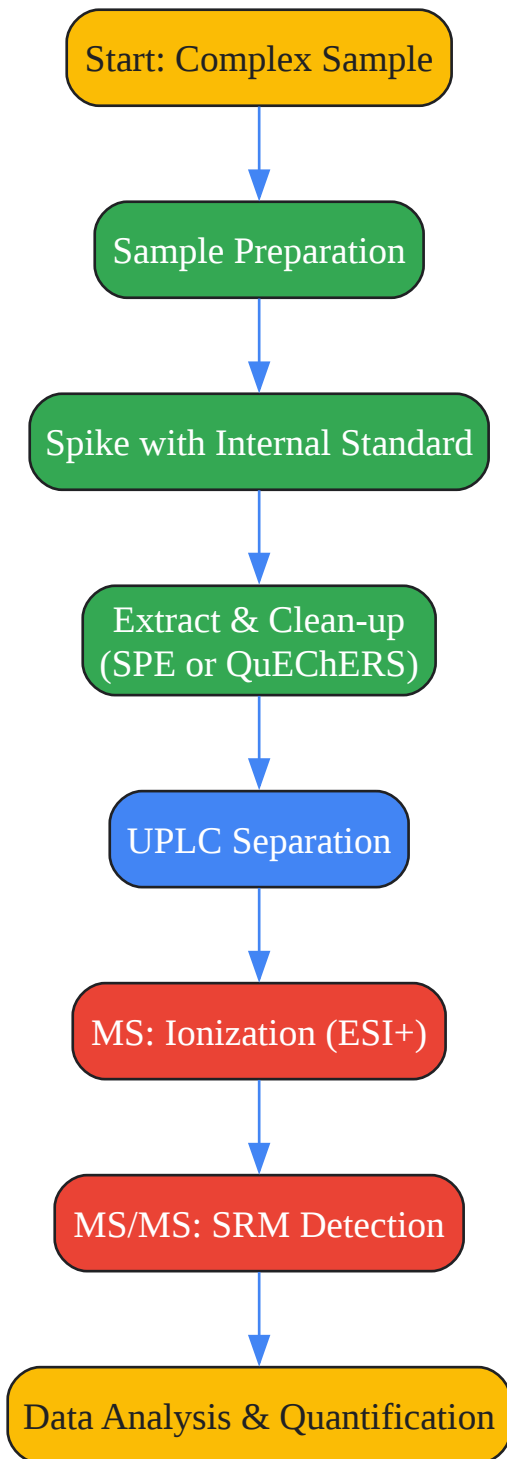 Start: Complex Sample
Sample Preparation
Spike with Internal Standard
Extract & Clean-up
(SPE or QuEChERS)
UPLC Separation
MS: Ionization (ESI+)
MS/MS: SRM Detection
Data Analysis & Quantification